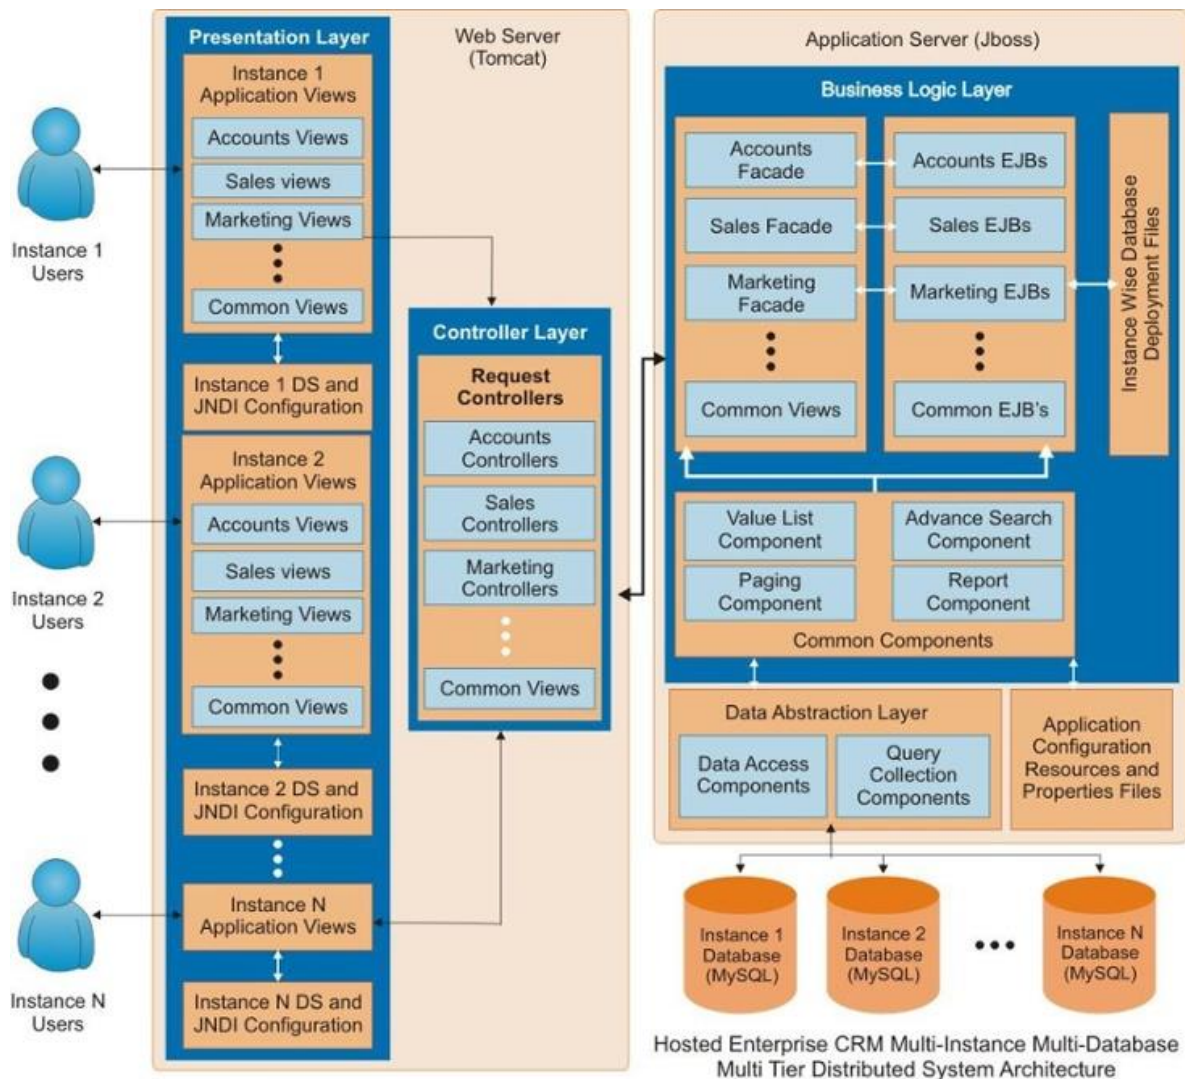 Presentation Layer
Instance 1
Application Views
Accounts Views
Sales views
Marketing Views
Common Views
Instance 1 DS and
JNDI Configuration
Instance 2
Application Views
Accounts Views
Sales views
Marketing Views
Common Views
Instance 2 DS and
JNDI Configuration
Instance N
Application Views
Instance N DS and
JNDI Configuration
Instance 1
Users
Instance 2
Users
Instance N
Users
Web Server
(Tomcat)
Controller Layer
Request
Controllers
Accounts
Controllers
Sales
Controllers
Marketing
Controllers
Common Views
Application Server (Jboss)
Business Logic Layer
Accounts
Facade
Sales Facade
Marketing
Facade
Common Views
Accounts EJBs
Sales EJBs
Marketing EJBs
Common EJB's
Instance Wise Database
Deployment Files
Value List
Component
Advance Search
Component
Paging
Component
Report
Component
Common Components
Data Abstraction Layer
Data Access
Components
Query
Collection
Components
Application
Configuration
Resources and
Properties Files
Instance 1
Database
(MySQL)
Instance 2
Database
(MySQL)
Instance N
Database
(MySQL)
Hosted Enterprise CRM Multi-Instance Multi-Database
Multi Tier Distributed System Architecture